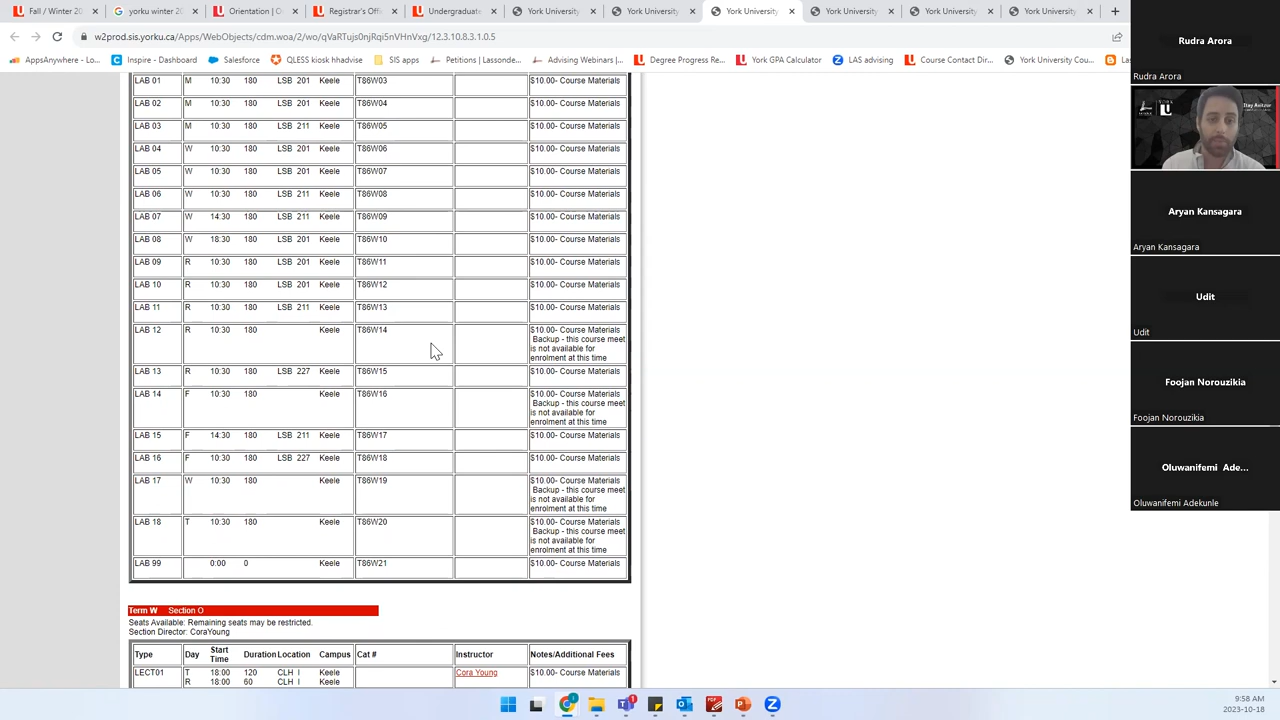 Fall / Winter 20
yorku winter 20
Orientation | O
Registrar's Offi
Undergraduate
York University
York University
York University
York University
York University
York University
w2prod.sis.yorku.ca/Apps/WebObjects/cdm.woa/2/wo/qVaRTujs0njRqi5nVHnVxg/12.3.10.8.3.1.0.5
AppsAnywhere - Lo...
Inspire - Dashboard
Salesforce
QLESS kiosk hhadvise
SIS apps
Petitions | Lassonde...
Advising Webinars |...
Degree Progress Re...
York GPA Calculator
LAS advising
Course Contact Dir...
York University Cou...
Las
LAB 01 M 10:30 180 LSB 201 Keele T86W03 $10.00- Course Materials
LAB 02 M 10:30 180 LSB 201 Keele T86W04 $10.00- Course Materials
LAB 03 M 10:30 180 LSB 211 Keele T86W05 $10.00- Course Materials
LAB 04 W 10:30 180 LSB 201 Keele T86W06 $10.00- Course Materials
LAB 05 W 10:30 180 LSB 201 Keele T86W07 $10.00- Course Materials
LAB 06 W 10:30 180 LSB 211 Keele T86W08 $10.00- Course Materials
LAB 07 W 14:30 180 LSB 211 Keele T86W09 $10.00- Course Materials
LAB 08 W 18:30 180 LSB 201 Keele T86W10 $10.00- Course Materials
LAB 09 R 10:30 180 LSB 201 Keele T86W11 $10.00- Course Materials
LAB 10 R 10:30 180 LSB 201 Keele T86W12 $10.00- Course Materials
LAB 11 R 10:30 180 LSB 211 Keele T86W13 $10.00- Course Materials
LAB 12 R 10:30 180 Keele T86W14 $10.00- Course Materials
Backup - this course meet
is not available for
enrolment at this time
LAB 13 R 10:30 180 LSB 227 Keele T86W15 $10.00- Course Materials
LAB 14 F 10:30 180 Keele T86W16 $10.00- Course Materials
Backup - this course meet
is not available for
enrolment at this time
LAB 15 F 14:30 180 LSB 211 Keele T86W17 $10.00- Course Materials
LAB 16 F 10:30 180 LSB 227 Keele T86W18 $10.00- Course Materials
LAB 17 W 10:30 180 Keele T86W19 $10.00- Course Materials
Backup - this course meet
is not available for
enrolment at this time
LAB 18 T 10:30 180 Keele T86W20 $10.00- Course Materials
Backup - this course meet
is not available for
enrolment at this time
LAB 99 0:00 0 Keele T86W21 $10.00- Course Materials
Term W Section O
Seats Available: Remaining seats may be restricted.
Section Director: CoraYoung
Type Day Start Time Duration Location Campus Cat # Instructor Notes/Additional Fees
LECT01 T 18:00 120 CLH I Keele Cora Young $10.00- Course Materials
R 18:00 60 CLH I Keele
Rudra Arora
Rudra Arora
Aryan Kansagara
Aryan Kansagara
Udit
Udit
Foojan Norouzikia
Foojan Norouzikia
Oluwanifemi Ade...
Oluwanifemi Adekunle
9:58 AM
2023-10-18